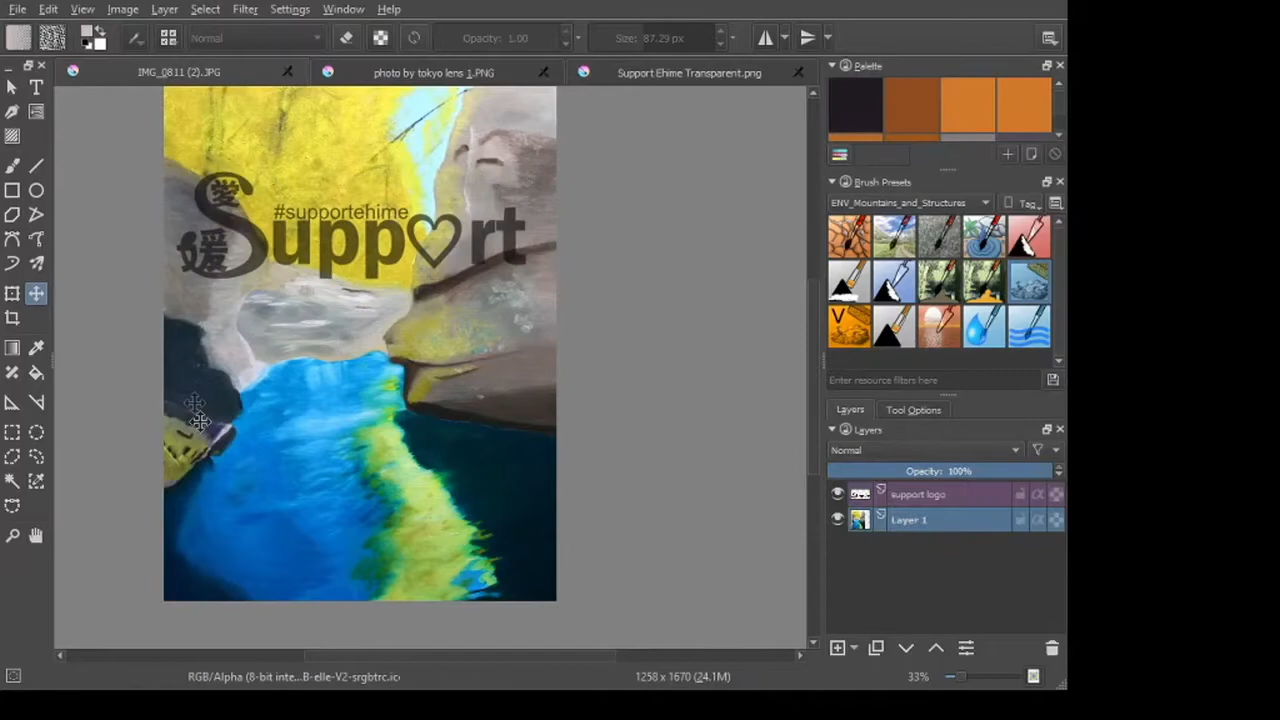 File Edit View Image Layer Select Filter Settings Window Help
Normal Opacity: 1.00 Size: 87.29 px
IMG_0811 (2).JPG photo by tokyo lens 1.PNG Support Ehime Transparent.png
Palette
Brush Presets
ENV_Mountains_and_Structures Tag
愛
#supportehime
Supp♡rt
媛
V
Enter resource filters here
Layers Tool Options
Layers
Normal
Opacity: 100%
support logo
Layer 1
RGB/Alpha (8-bit inte...B-elle-V2-srgbtrc.icc 1258 x 1670 (24.1M) 33%